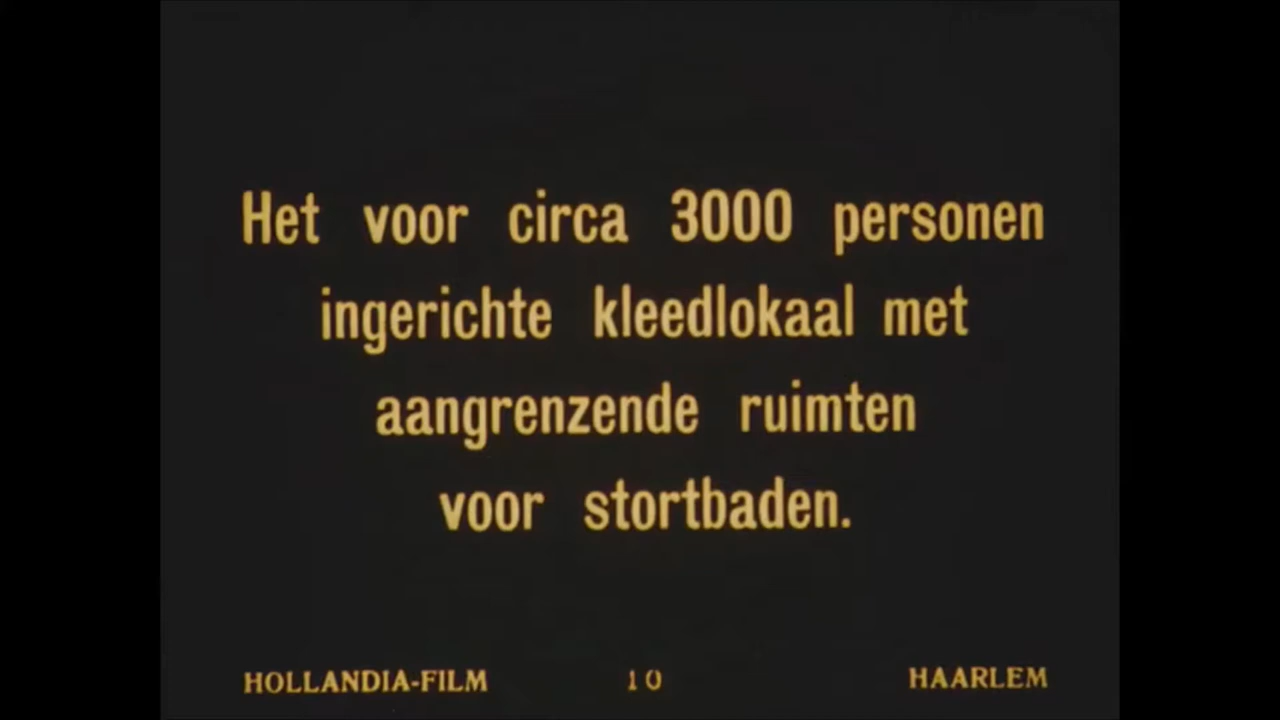 Het voor circa 3000 personen
ingerichte kleedlokaal met
aangrenzende ruimten
voor stortbaden.
HOLLANDIA-FILM 10 HAARLEM